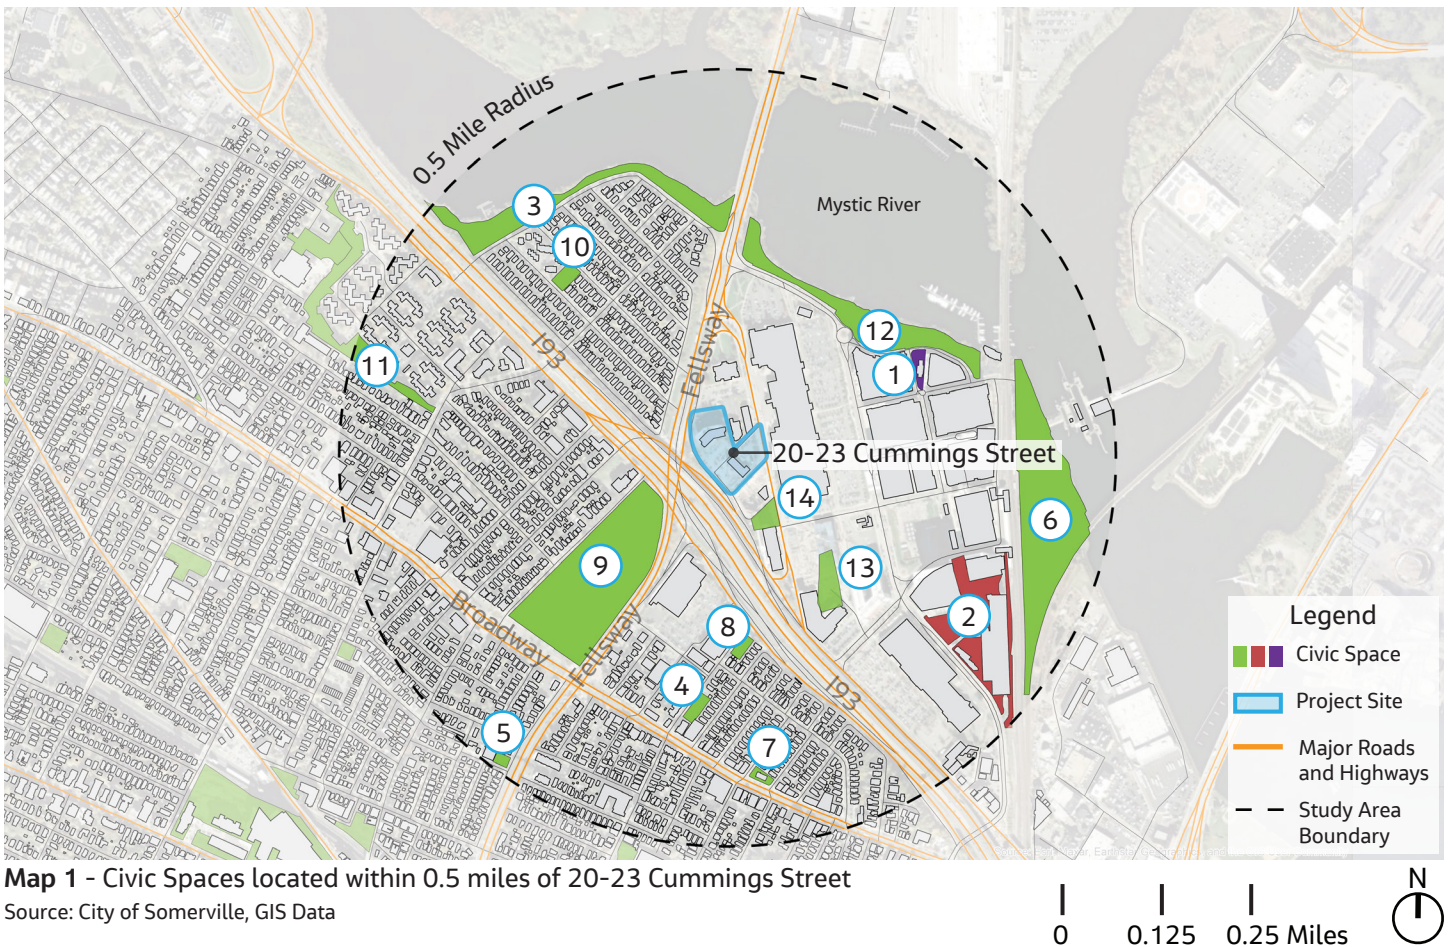 0.5 Mile Radius
3
Mystic River
10
Fellsway
12
I93
11
1
20-23 Cummings Street
14
6
9
13
Broadway
Fellsway
8
2
4
I93
5
7
Legend
Civic Space
Project Site
Major Roads
and Highways
Study Area
Boundary
Map 1 - Civic Spaces located within 0.5 miles of 20-23 Cummings Street
Source: City of Somerville, GIS Data
0 0.125 0.25 Miles
N